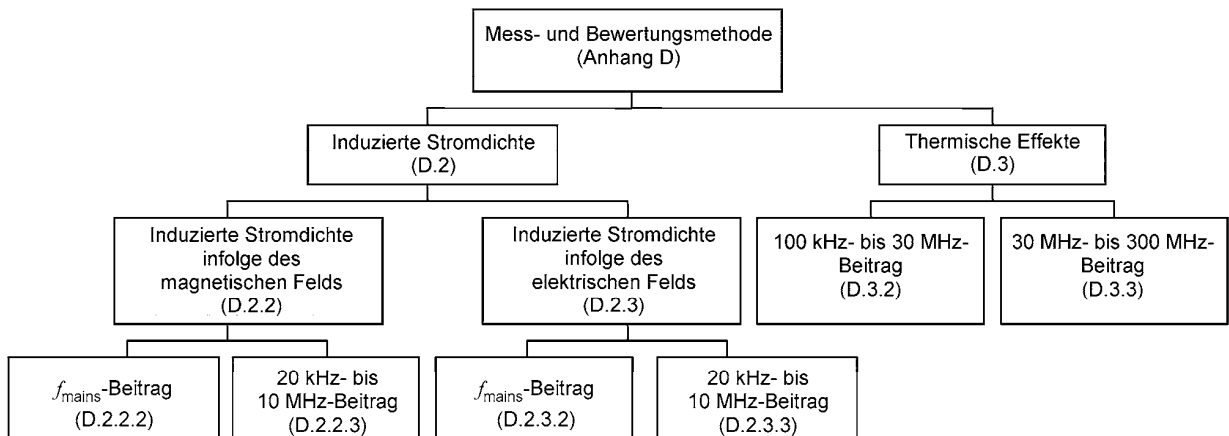 Mess- und Bewertungsmethode
(Anhang D)
Induzierte Stromdichte
(D.2)
Thermische Effekte
(D.3)
Induzierte Stromdichte
infolge des
magnetischen Felds
(D.2.2)
Induzierte Stromdichte
infolge des
elektrischen Felds
(D.2.3)
100 kHz- bis 30 MHz-
Beitrag
(D.3.2)
30 MHz- bis 300 MHz-
Beitrag
(D.3.3)
fmains-Beitrag
(D.2.2.2)
20 kHz- bis
10 MHz-Beitrag
(D.2.2.3)
fmains-Beitrag
(D.2.3.2)
20 kHz- bis
10 MHz-Beitrag
(D.2.3.3)